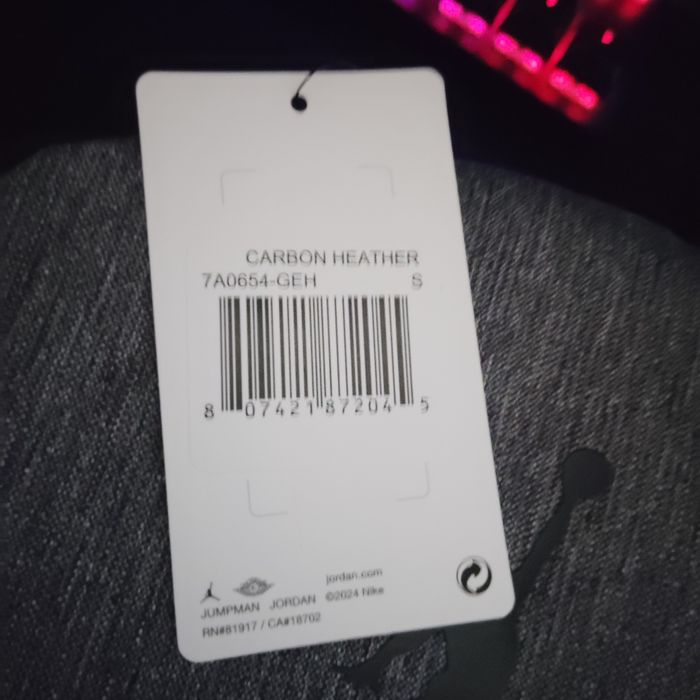 CARBON HEATHER
7A0654-GEH S
8 07421 87204 5
jordan.com
JUMPMAN JORDAN ©2024 Nike
RN#81917 / CA#18702